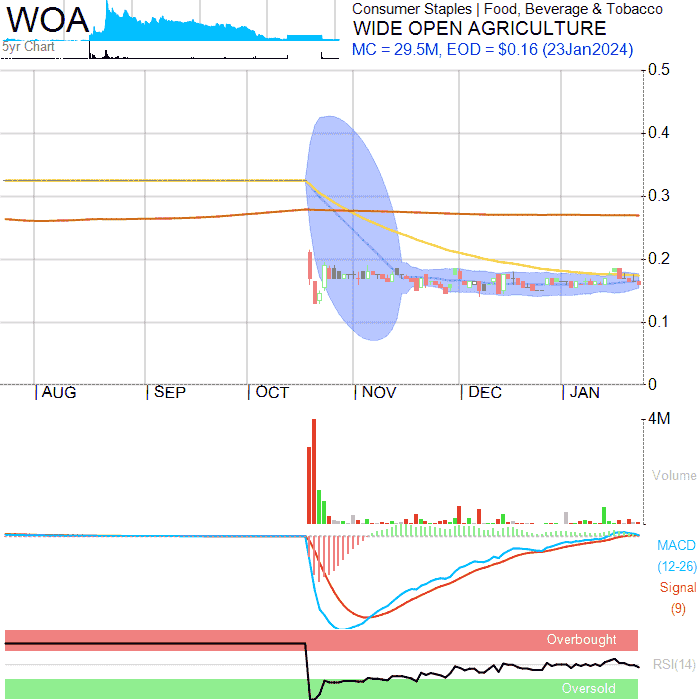 WOA
5yr Chart
Consumer Staples | Food, Beverage & Tobacco
WIDE OPEN AGRICULTURE
MC = 29.5M, EOD = $0.16 (23Jan2024)
0.5
0.4
0.3
0.2
0.1
0
AUG SEP OCT NOV DEC JAN
4M
Volume
MACD
(12-26)
Signal
(9)
Overbought
RSI(14)
Oversold